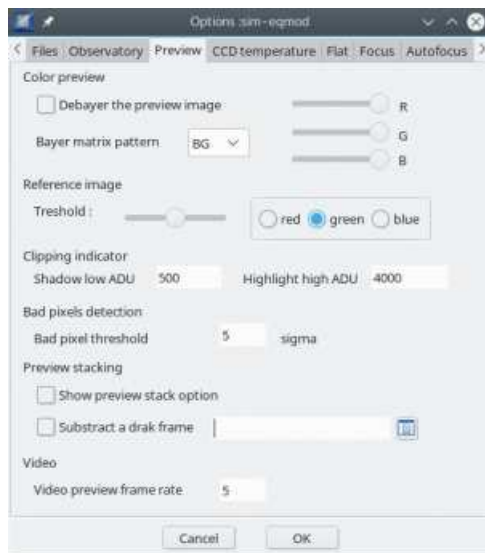 Options :sim-eqmod
Files Observatory Preview CCD temperature Flat Focus Autofocus
Color preview
Debayer the preview image
R
Bayer matrix pattern BG
G
B
Reference image
Treshold :
red green blue
Clipping indicator
Shadow low ADU 500 Highlight high ADU 4000
Bad pixels detection
Bad pixel threshold 5 sigma
Preview stacking
Show preview stack option
Substract a drak frame
Video
Video preview frame rate 5
Cancel OK